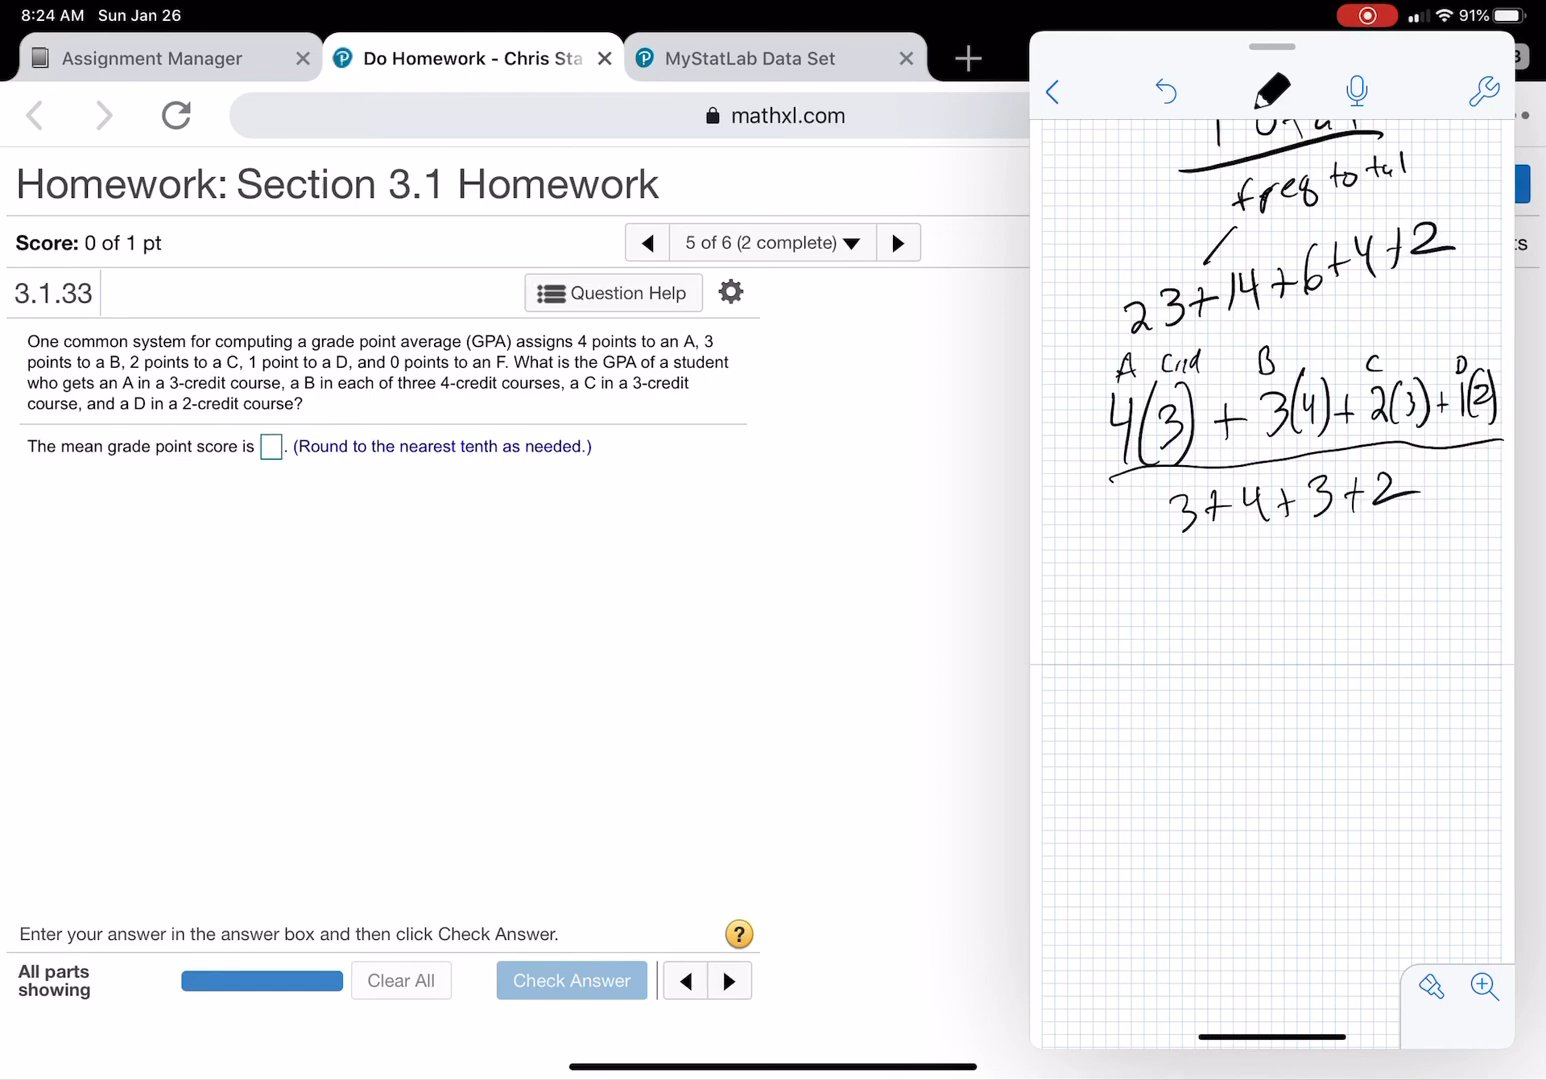 8:24 AM Sun Jan 26
91%
Assignment Manager
Do Homework - Chris Sta
MyStatLab Data Set
mathxl.com
Homework: Section 3.1 Homework
Score: 0 of 1 pt
5 of 6 (2 complete)
3.1.33
Question Help
One common system for computing a grade point average (GPA) assigns 4 points to an A, 3
points to a B, 2 points to a C, 1 point to a D, and 0 points to an F. What is the GPA of a student
who gets an A in a 3-credit course, a B in each of three 4-credit courses, a C in a 3-credit
course, and a D in a 2-credit course?
The mean grade point score is . (Round to the nearest tenth as needed.)
Enter your answer in the answer box and then click Check Answer.
?
All parts
showing
Clear All
Check Answer
freq total
23+14+6+4+2
A B C D
4(3) + 3(4) + 2(3) + 1(2)
3+4+3+2